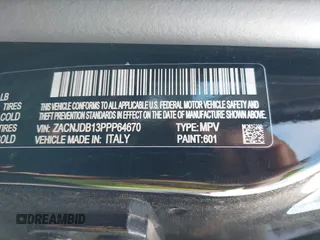 LB
TIRES
COLD
THIS VEHICLE CONFORMS TO ALL APPLICABLE
U.S. FEDERAL MOTOR VEHICLE SAFETY,
BUMPER, AND THEFT PREVENTION STANDARDS IN
EFFECT ON THE DATE OF MANUFACTURE SHOWN ABOVE
TIRES
COLD
VIN: ZACNJDB13PPP64670 TYPE: MPV
VEHICLE MADE IN: ITALY PAINT:601
DREAMBID